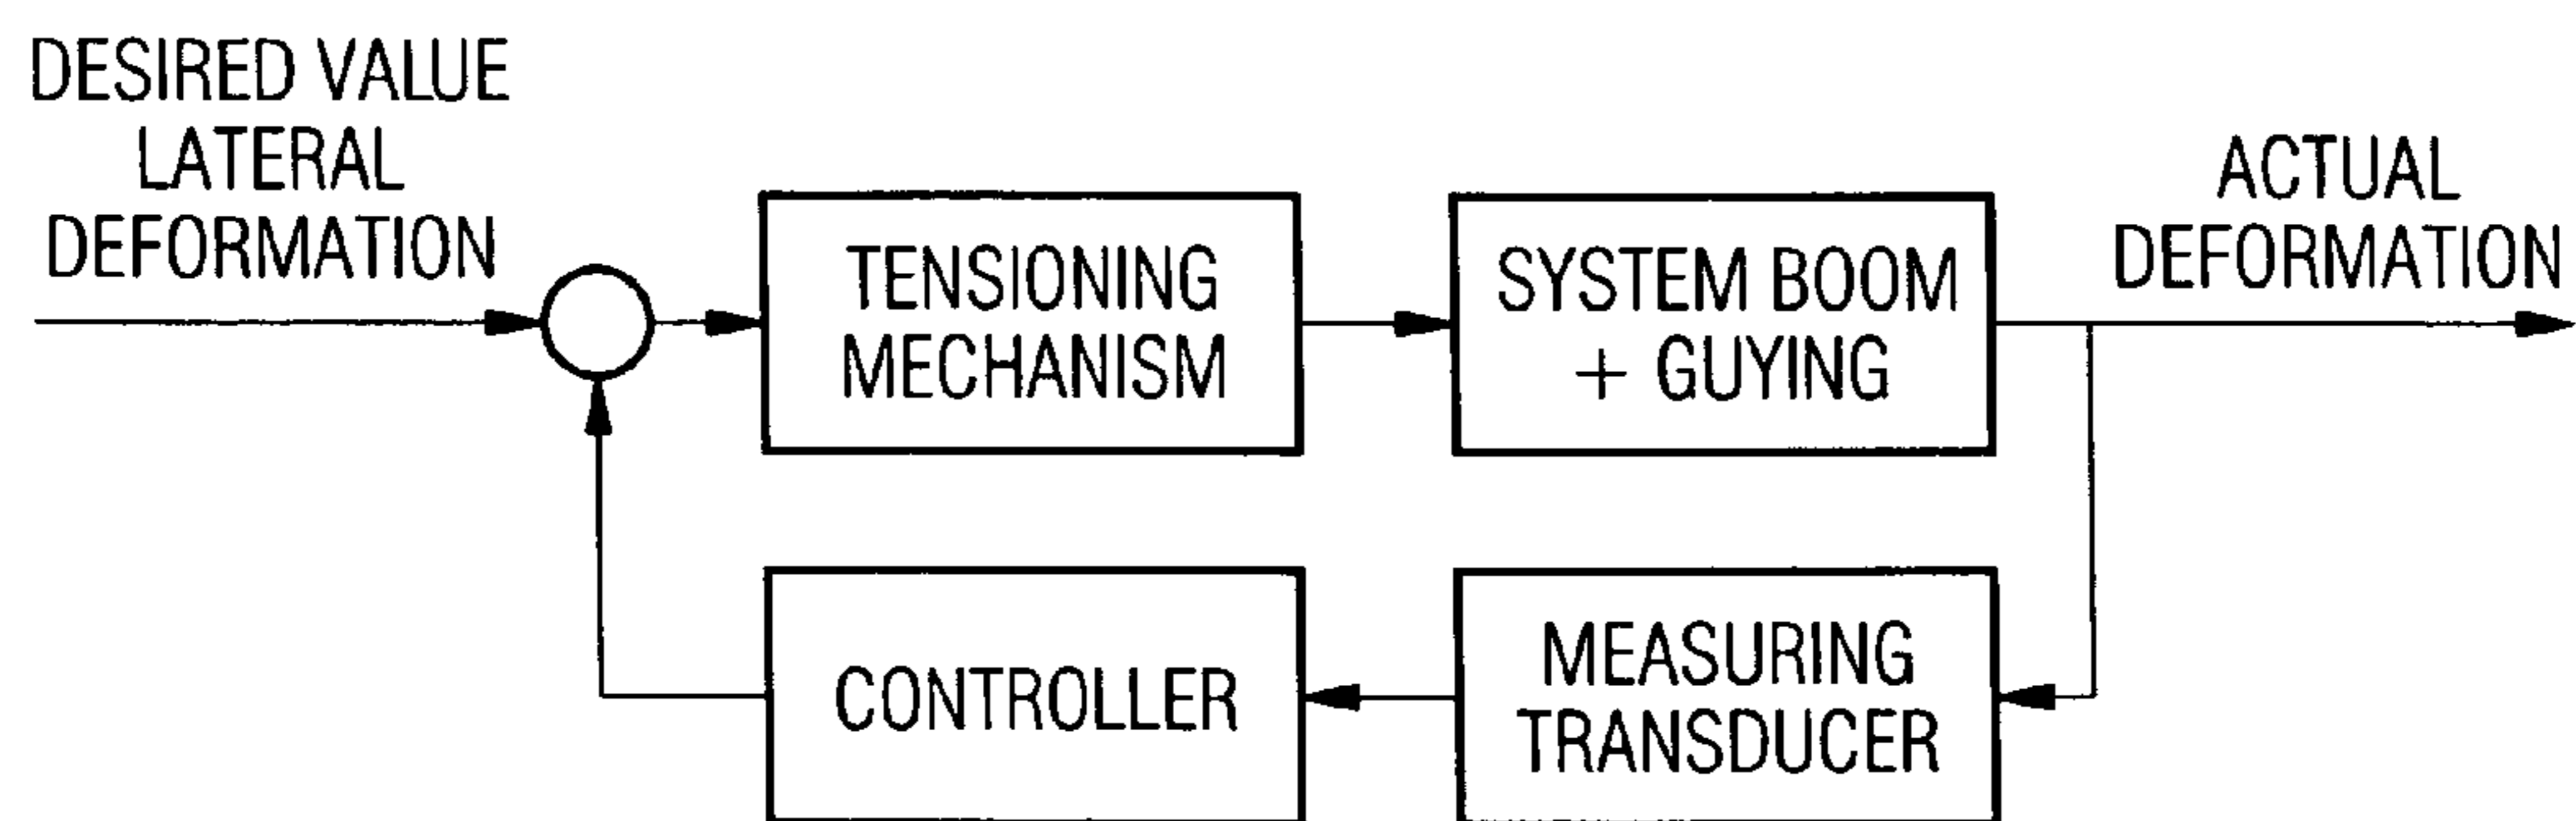 DESIRED VALUE
LATERAL
DEFORMATION
TENSIONING
MECHANISM
SYSTEM BOOM
+ GUYING
ACTUAL
DEFORMATION
CONTROLLER
MEASURING
TRANSDUCER